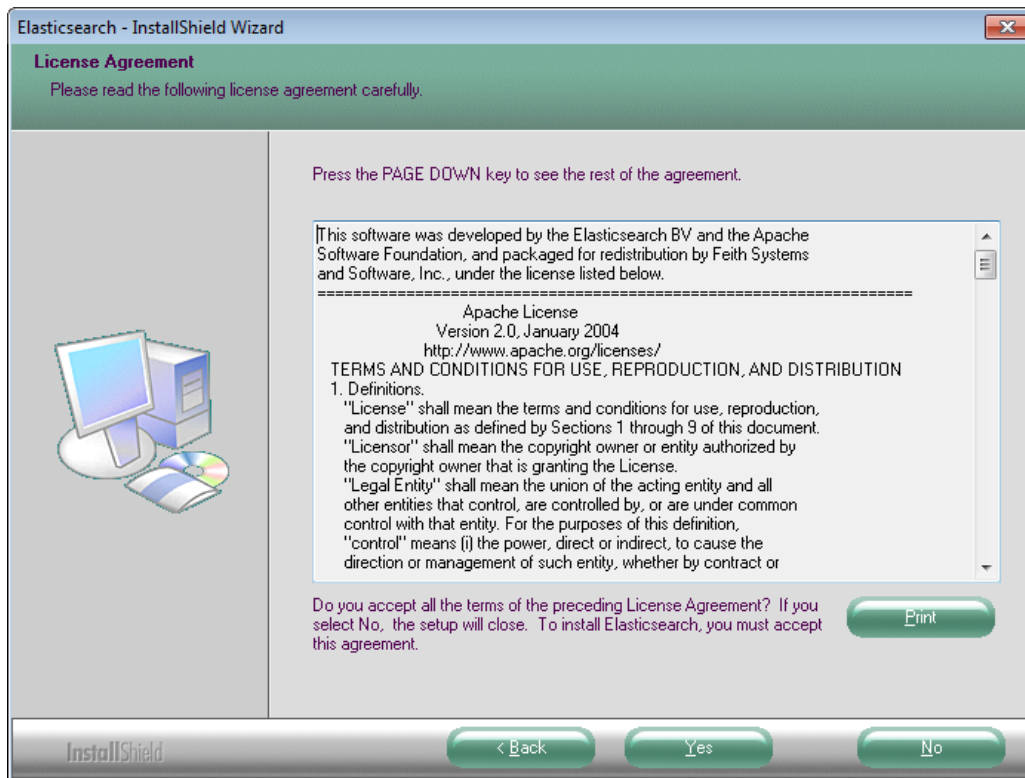 Elasticsearch - InstallShield Wizard
License Agreement
Please read the following license agreement carefully.
Press the PAGE DOWN key to see the rest of the agreement.
This software was developed by the Elasticsearch BV and the Apache
Software Foundation, and packaged for redistribution by Feith Systems
and Software, Inc., under the license listed below.
===================================================================
Apache License
Version 2.0, January 2004
http://www.apache.org/licenses/
TERMS AND CONDITIONS FOR USE, REPRODUCTION, AND DISTRIBUTION
1. Definitions.
"License" shall mean the terms and conditions for use, reproduction,
and distribution as defined by Sections 1 through 9 of this document.
"Licensor" shall mean the copyright owner or entity authorized by
the copyright owner that is granting the License.
"Legal Entity" shall mean the union of the acting entity and all
other entities that control, are controlled by, or are under common
control with that entity. For the purposes of this definition,
"control" means (i) the power, direct or indirect, to cause the
direction or management of such entity, whether by contract or
Do you accept all the terms of the preceding License Agreement? If you
select No, the setup will close. To install Elasticsearch, you must accept
this agreement.
Print
InstallShield
< Back
Yes
No